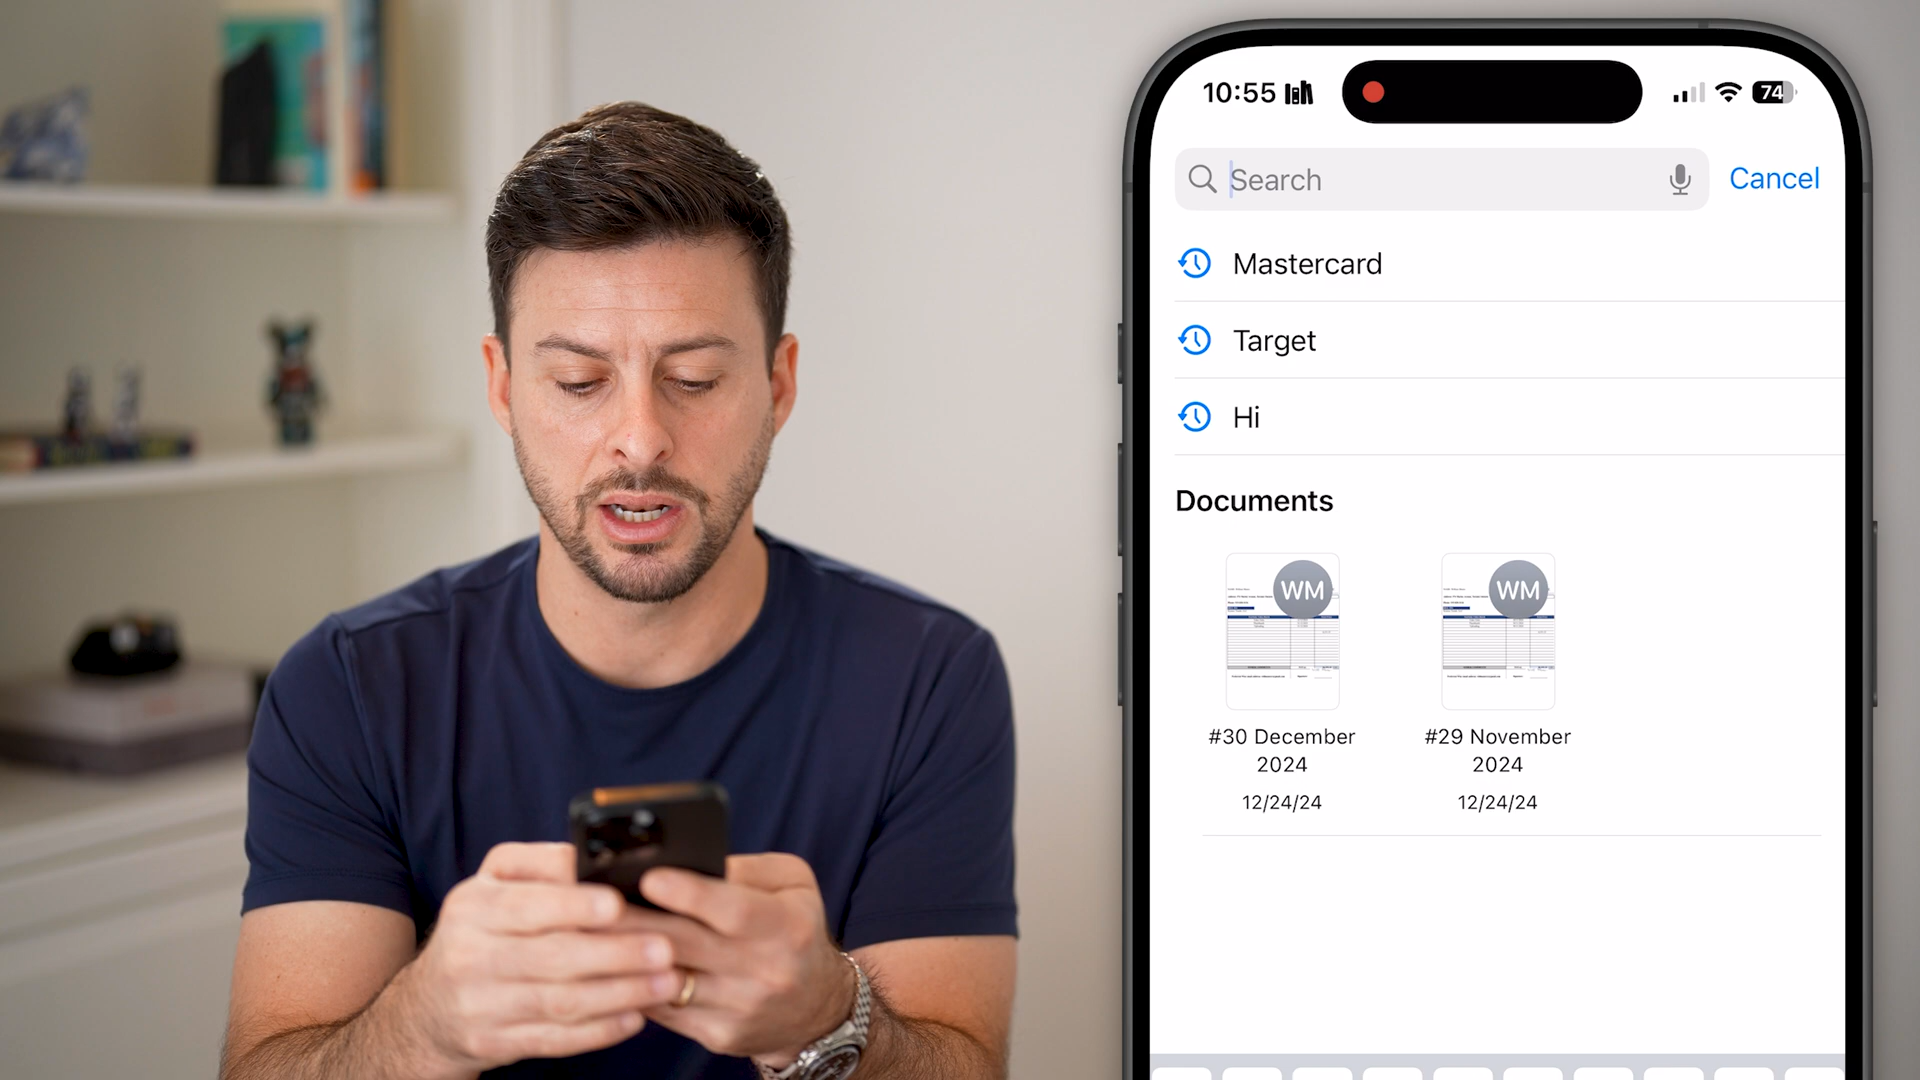 10:55
74
Search
Cancel
Mastercard
Target
Hi
Documents
WM
WM
#30 December
2024
#29 November
2024
12/24/24
12/24/24